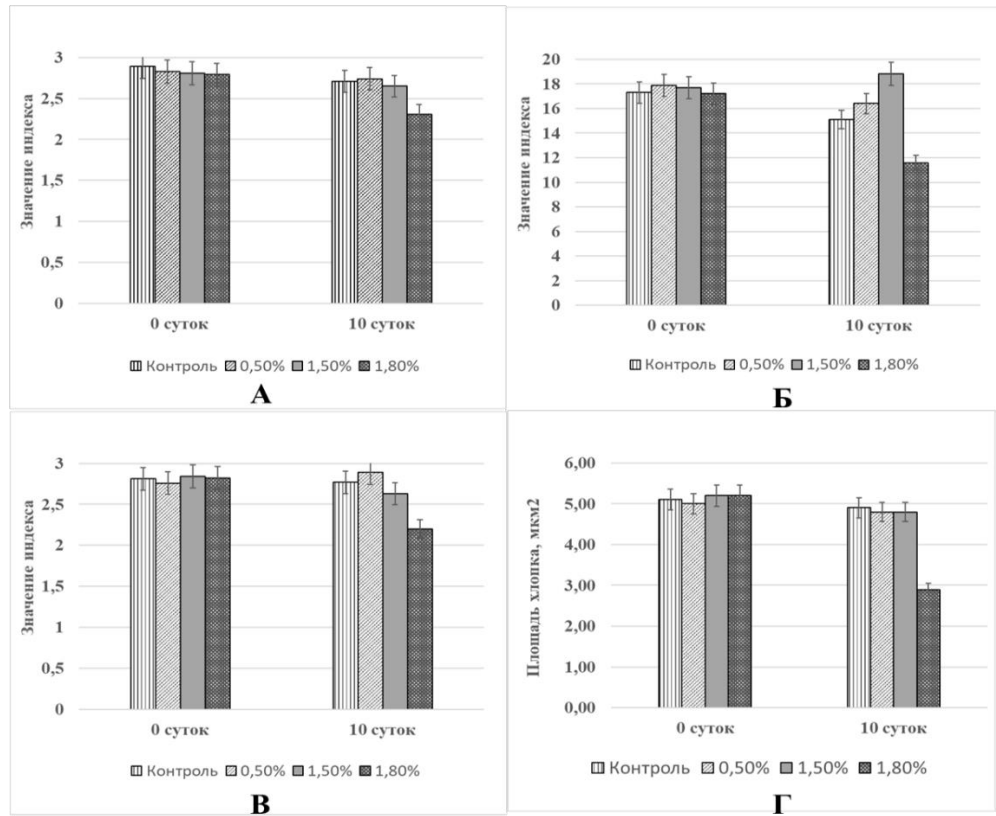 Значение индекса
3
2,5
2
1,5
1
0,5
0
0 суток
10 суток
Контроль 0,50% 1,50% 1,80%
А
Значение индекса
20
18
16
14
12
10
8
6
4
2
0
0 суток
10 суток
Контроль 0,50% 1,50% 1,80%
Б
Значение индекса
3
2,5
2
1,5
1
0,5
0
0 суток
10 суток
Контроль 0,50% 1,50% 1,80%
В
Площадь хлопка, мкм2
6,00
5,00
4,00
3,00
2,00
1,00
0,00
0 суток
10 суток
Контроль 0,50% 1,50% 1,80%
Г